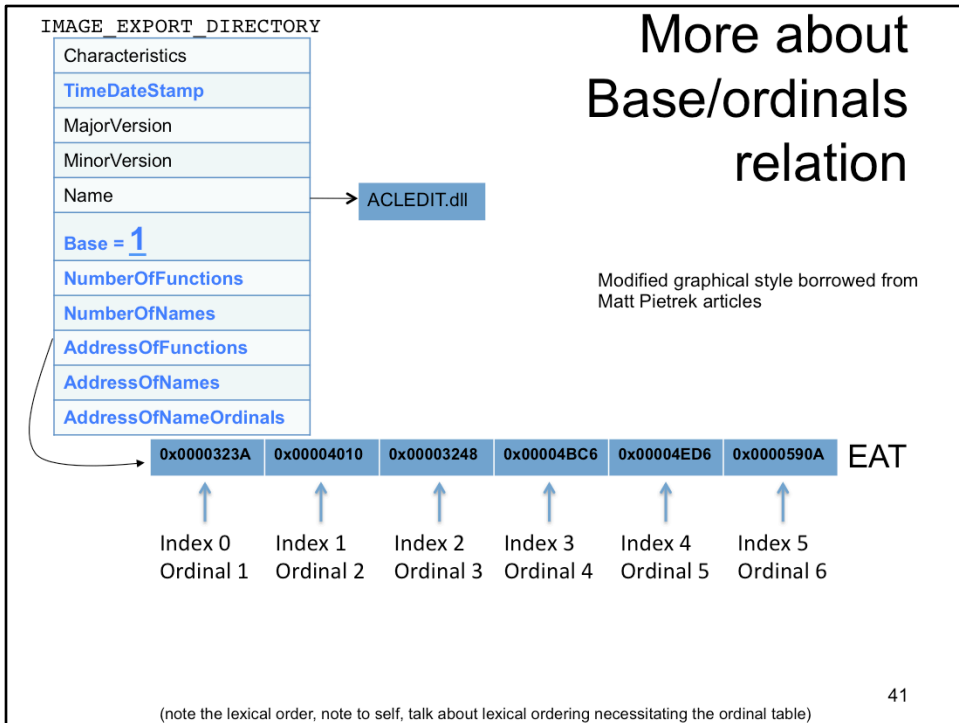 IMAGE_EXPORT_DIRECTORY
More about
Base/ordinals
relation
Characteristics
TimeDateStamp
MajorVersion
MinorVersion
Name
ACLEDIT.dll
Base = 1
NumberOfFunctions
NumberOfNames
AddressOfFunctions
AddressOfNames
AddressOfNameOrdinals
Modified graphical style borrowed from
Matt Pietrek articles
0x0000323A 0x00004010 0x00003248 0x00004BC6 0x00004ED6 0x0000590A EAT
Index 0 Index 1 Index 2 Index 3 Index 4 Index 5
Ordinal 1 Ordinal 2 Ordinal 3 Ordinal 4 Ordinal 5 Ordinal 6
41
(note the lexical order, note to self, talk about lexical ordering necessitating the ordinal table)